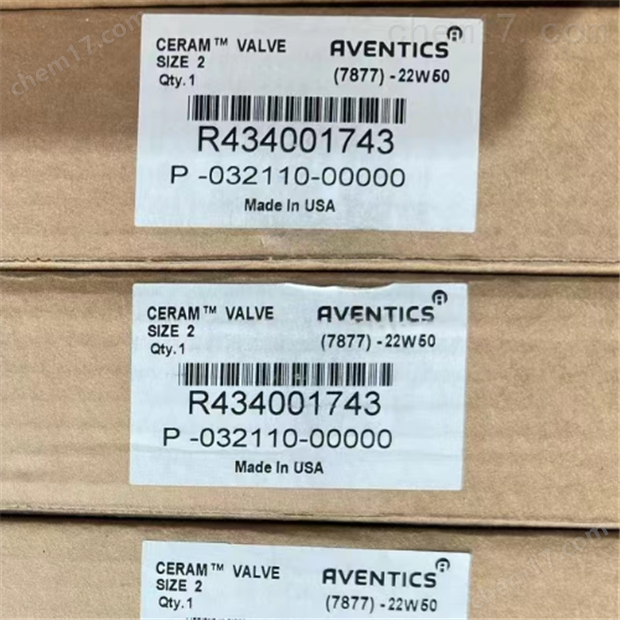 CERAM™ VALVE
SIZE 2
Qty.1
AVENTICS®
(7877)-22W50
R434001743
P-032110-00000
Made In USA
CERAM™ VALVE
SIZE 2
Qty.1
AVENTICS®
(7877)-22W50
R434001743
P-032110-00000
Made In USA
CERAM™ VALVE
SIZE 2
Qty.1
AVENTICS®
(7877)-22W50